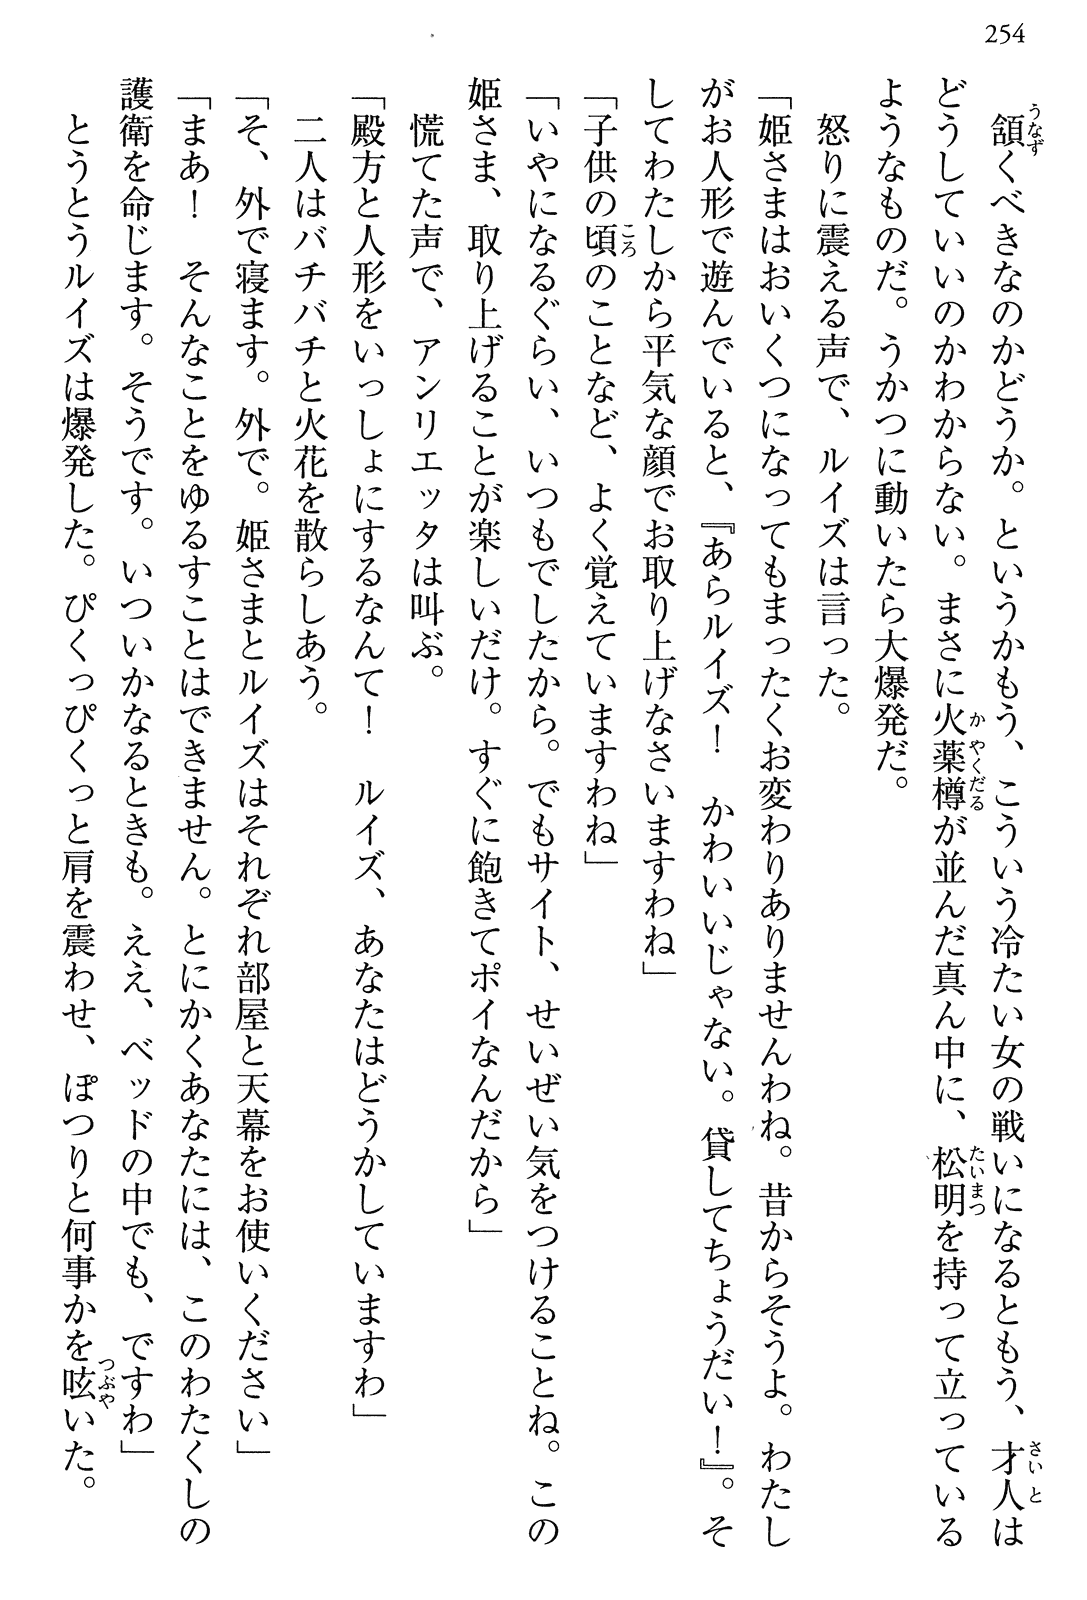 254
頷くべきなのかどうか。というかもう、こういう冷たい女の戦いになるともう、才人は
どうしていいのかわからない。まさに火薬樽が並んだ真ん中に、松明を持って立っている
ようなものだ。うかつに動いたら大爆発だ。
怒りに震える声で、ルイズは言った。
「姫さまはおいくつになってもまったくお変わりありませんわね。昔からそうよ。わたし
がお人形で遊んでいると、『あらルイズ！　かわいいじゃない。貸してちょうだい！』。そ
してわたしから平気な顔でお取り上げなさいますわね」
「子供の頃のことなど、よく覚えていますわね」
「いやになるぐらい、いつもでしたから。でもサイト、せいぜい気をつけることね。この
姫さま、取り上げることが楽しいだけ。すぐに飽きてポイなんだから」
慌てた声で、アンリエッタは叫ぶ。
「殿方と人形をいっしょにするなんて！　ルイズ、あなたはどうかしていますわ」
二人はバチバチと火花を散らしあう。
「そ、外で寝ます。外で。姫さまとルイズはそれぞれ部屋と天幕をお使いください」
「まあ！　そんなことをゆるすことはできません。とにかくあなたには、このわたくしの
護衛を命じます。そうです。いついかなるときも。ええ、ベッドの中でも、ですわ」
とうとうルイズは爆発した。ぴくっぴくっと肩を震わせ、ぽつりと何事かを呟いた。